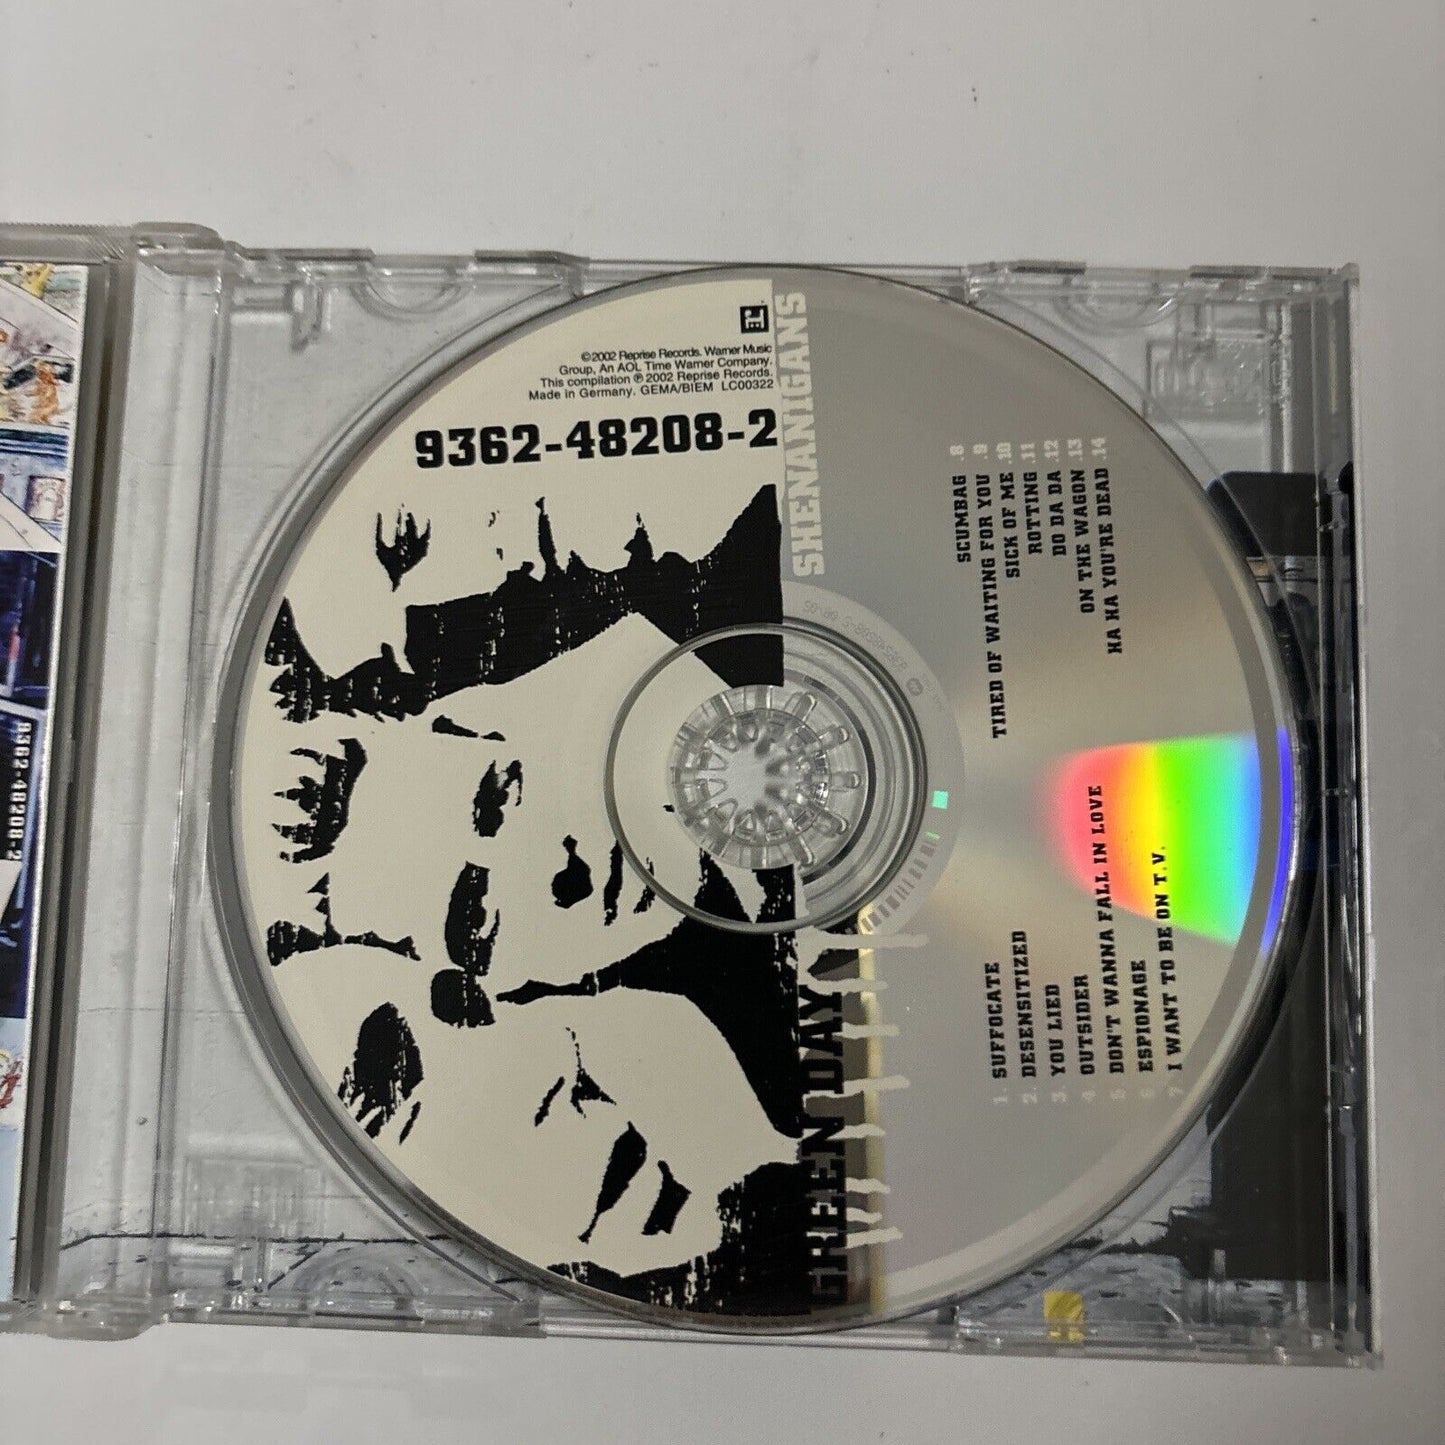 ©2002 Reprise Records. Warner Music
Group, An AOL Time Warner Company.
This compilation ℗ 2002 Reprise Records.
Made in Germany. GEMA/BIEM LC00322
9362-48208-2
SHENANIGANS
GREEN DAY
1. SUFFOCATE
2. DESENSITIZED
3. YOU LIED
4. OUTSIDER
5. DON'T WANNA FALL IN LOVE
6. ESPIONAGE
7. I WANT TO BE ON T.V.
SCUMBAG .8
TIRED OF WAITING FOR YOU .9
SICK OF ME .10
ROTTING .11
DO DA DA .12
ON THE WAGON .13
HA HA YOU'RE DEAD .14
9362-48208-2